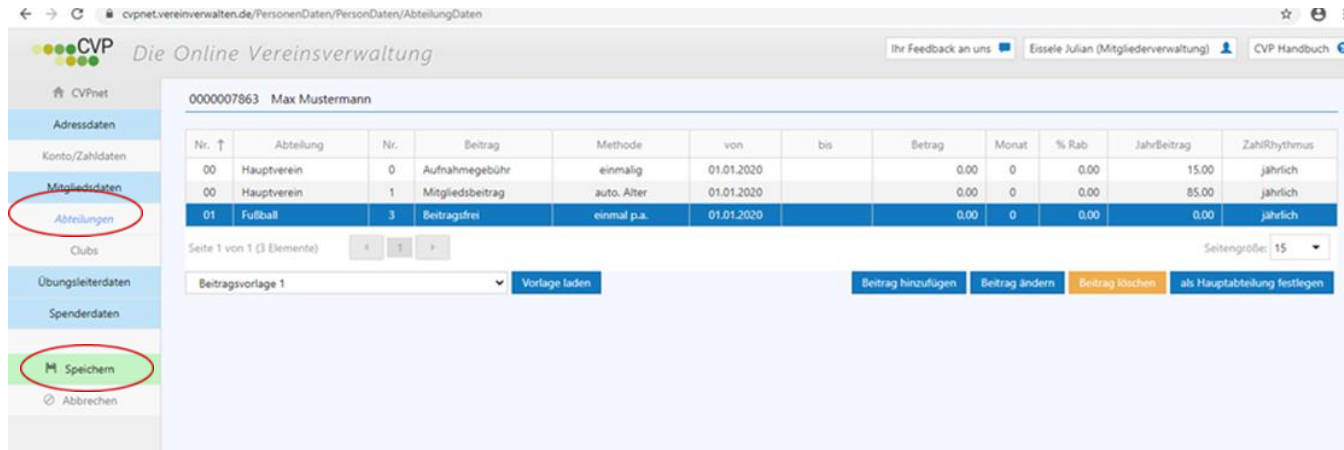 cvpnet.vereinverwalten.de/PersonenDaten/PersonDaten/AbteilungDaten
CVP Die Online Vereinsverwaltung
Ihr Feedback an uns Eissele Julian (Mitgliederverwaltung) CVP Handbuch
CVPnet
0000007863 Max Mustermann
Adressdaten
Konto/Zahldaten
Mitgliedsdaten
Abteilungen
Clubs
Übungsleiterdaten
Spenderdaten
Speichern
Abbrechen
Nr. ↑ Abteilung Nr. Beitrag Methode von bis Betrag Monat % Rab JahrBeitrag ZahlRhythmus
00 Hauptverein 0 Aufnahmegebühr einmalig 01.01.2020 0.00 0 0.00 15.00 jährlich
00 Hauptverein 1 Mitgliedsbeitrag auto. Alter 01.01.2020 0.00 0 0.00 85.00 jährlich
01 Fußball 3 Beitragsfrei einmal p.a. 01.01.2020 0,00 0 0,00 0,00 jährlich
Seite 1 von 1 (3 Elemente) 1 Seitengröße: 15
Beitragsvorlage 1 Vorlage laden Beitrag hinzufügen Beitrag ändern Beitrag löschen als Hauptabteilung festlegen